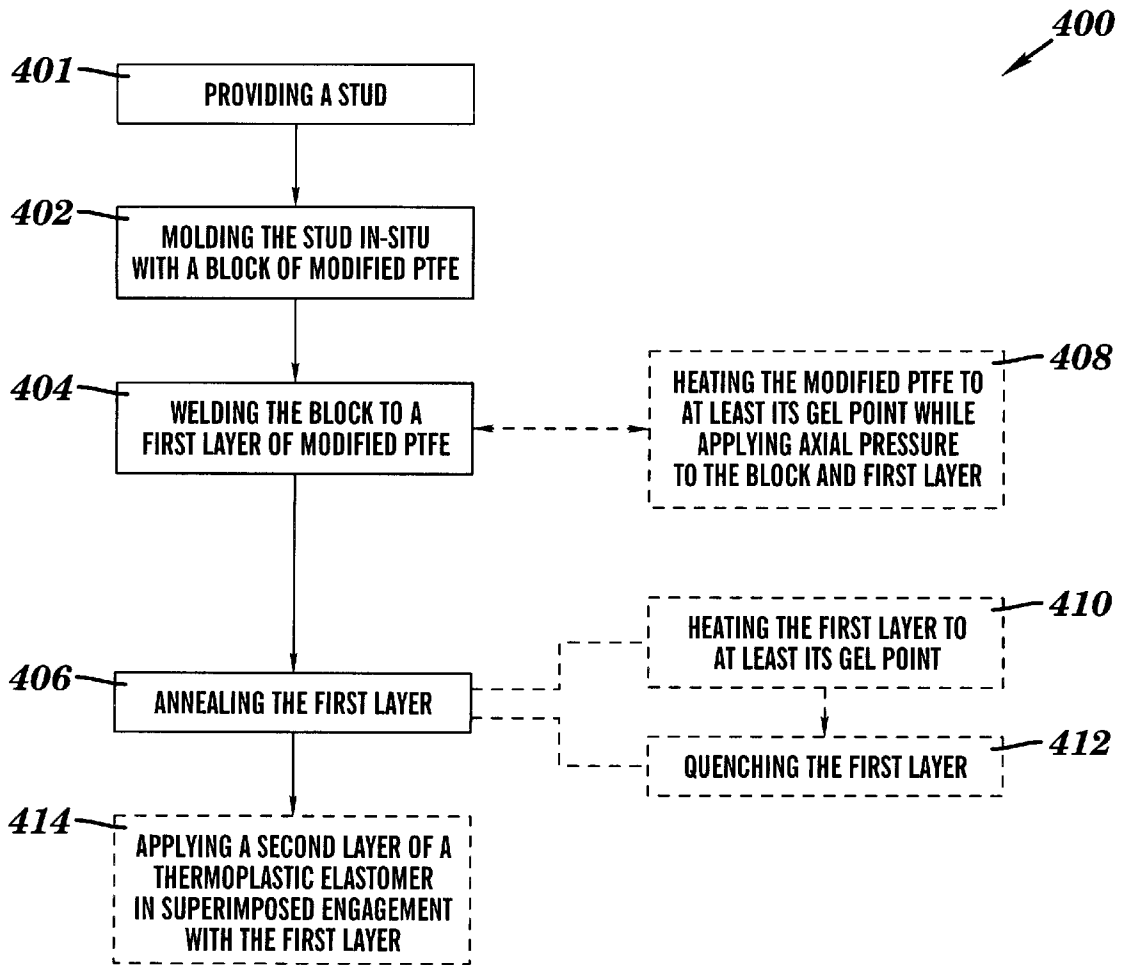 400
401
PROVIDING A STUD
402
MOLDING THE STUD IN-SITU
WITH A BLOCK OF MODIFIED PTFE
404
WELDING THE BLOCK TO A
FIRST LAYER OF MODIFIED PTFE
408
HEATING THE MODIFIED PTFE TO
AT LEAST ITS GEL POINT WHILE
APPLYING AXIAL PRESSURE
TO THE BLOCK AND FIRST LAYER
410
HEATING THE FIRST LAYER TO
AT LEAST ITS GEL POINT
406
ANNEALING THE FIRST LAYER
412
QUENCHING THE FIRST LAYER
414
APPLYING A SECOND LAYER OF A
THERMOPLASTIC ELASTOMER
IN SUPERIMPOSED ENGAGEMENT
WITH THE FIRST LAYER